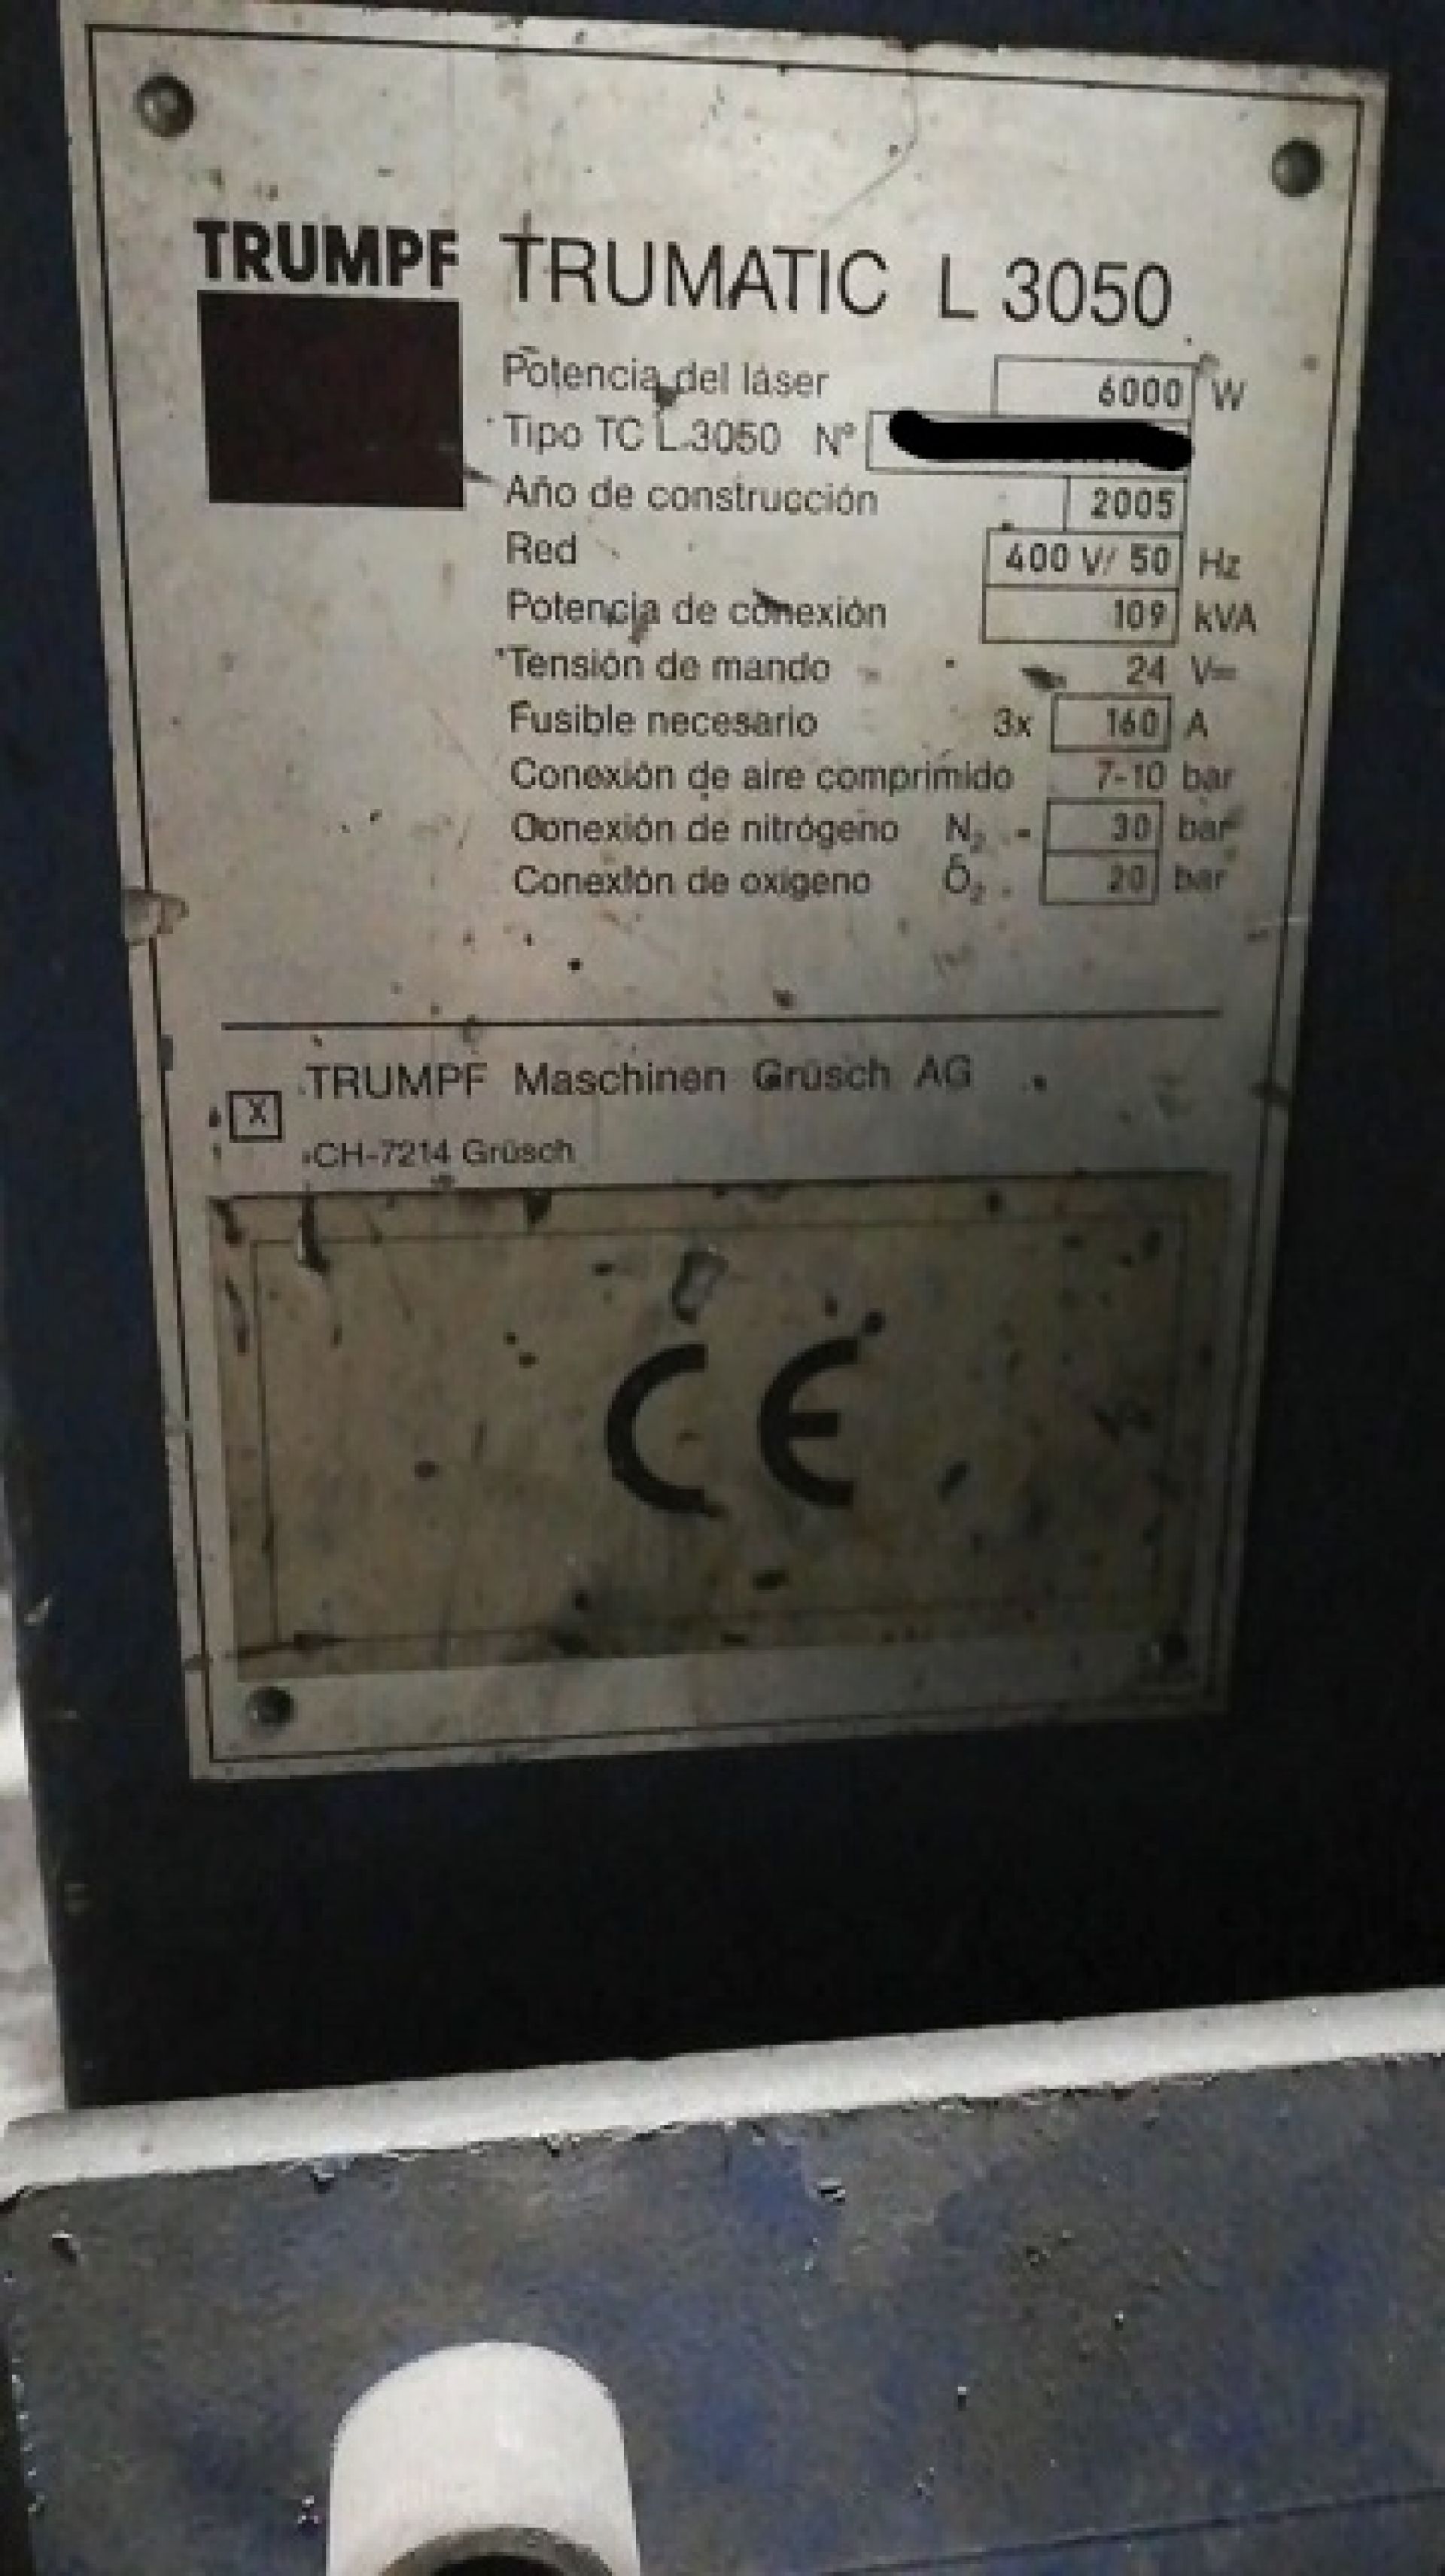 TRUMPF TRUMATIC L 3050
Potencia del láser 6000 W
Tipo TC L 3050 Nº
Año de construcción 2005
Red 400 V/ 50 Hz
Potencia de conexión 109 kVA
Tensión de mando 24 V=
Fusible necesario 3x 160 A
Conexión de aire comprimido 7-10 bar
Conexión de nitrógeno N₂ 30 bar
Conexión de oxígeno O₂ 20 bar
X TRUMPF Maschinen Grüsch AG
CH-7214 Grüsch
CE